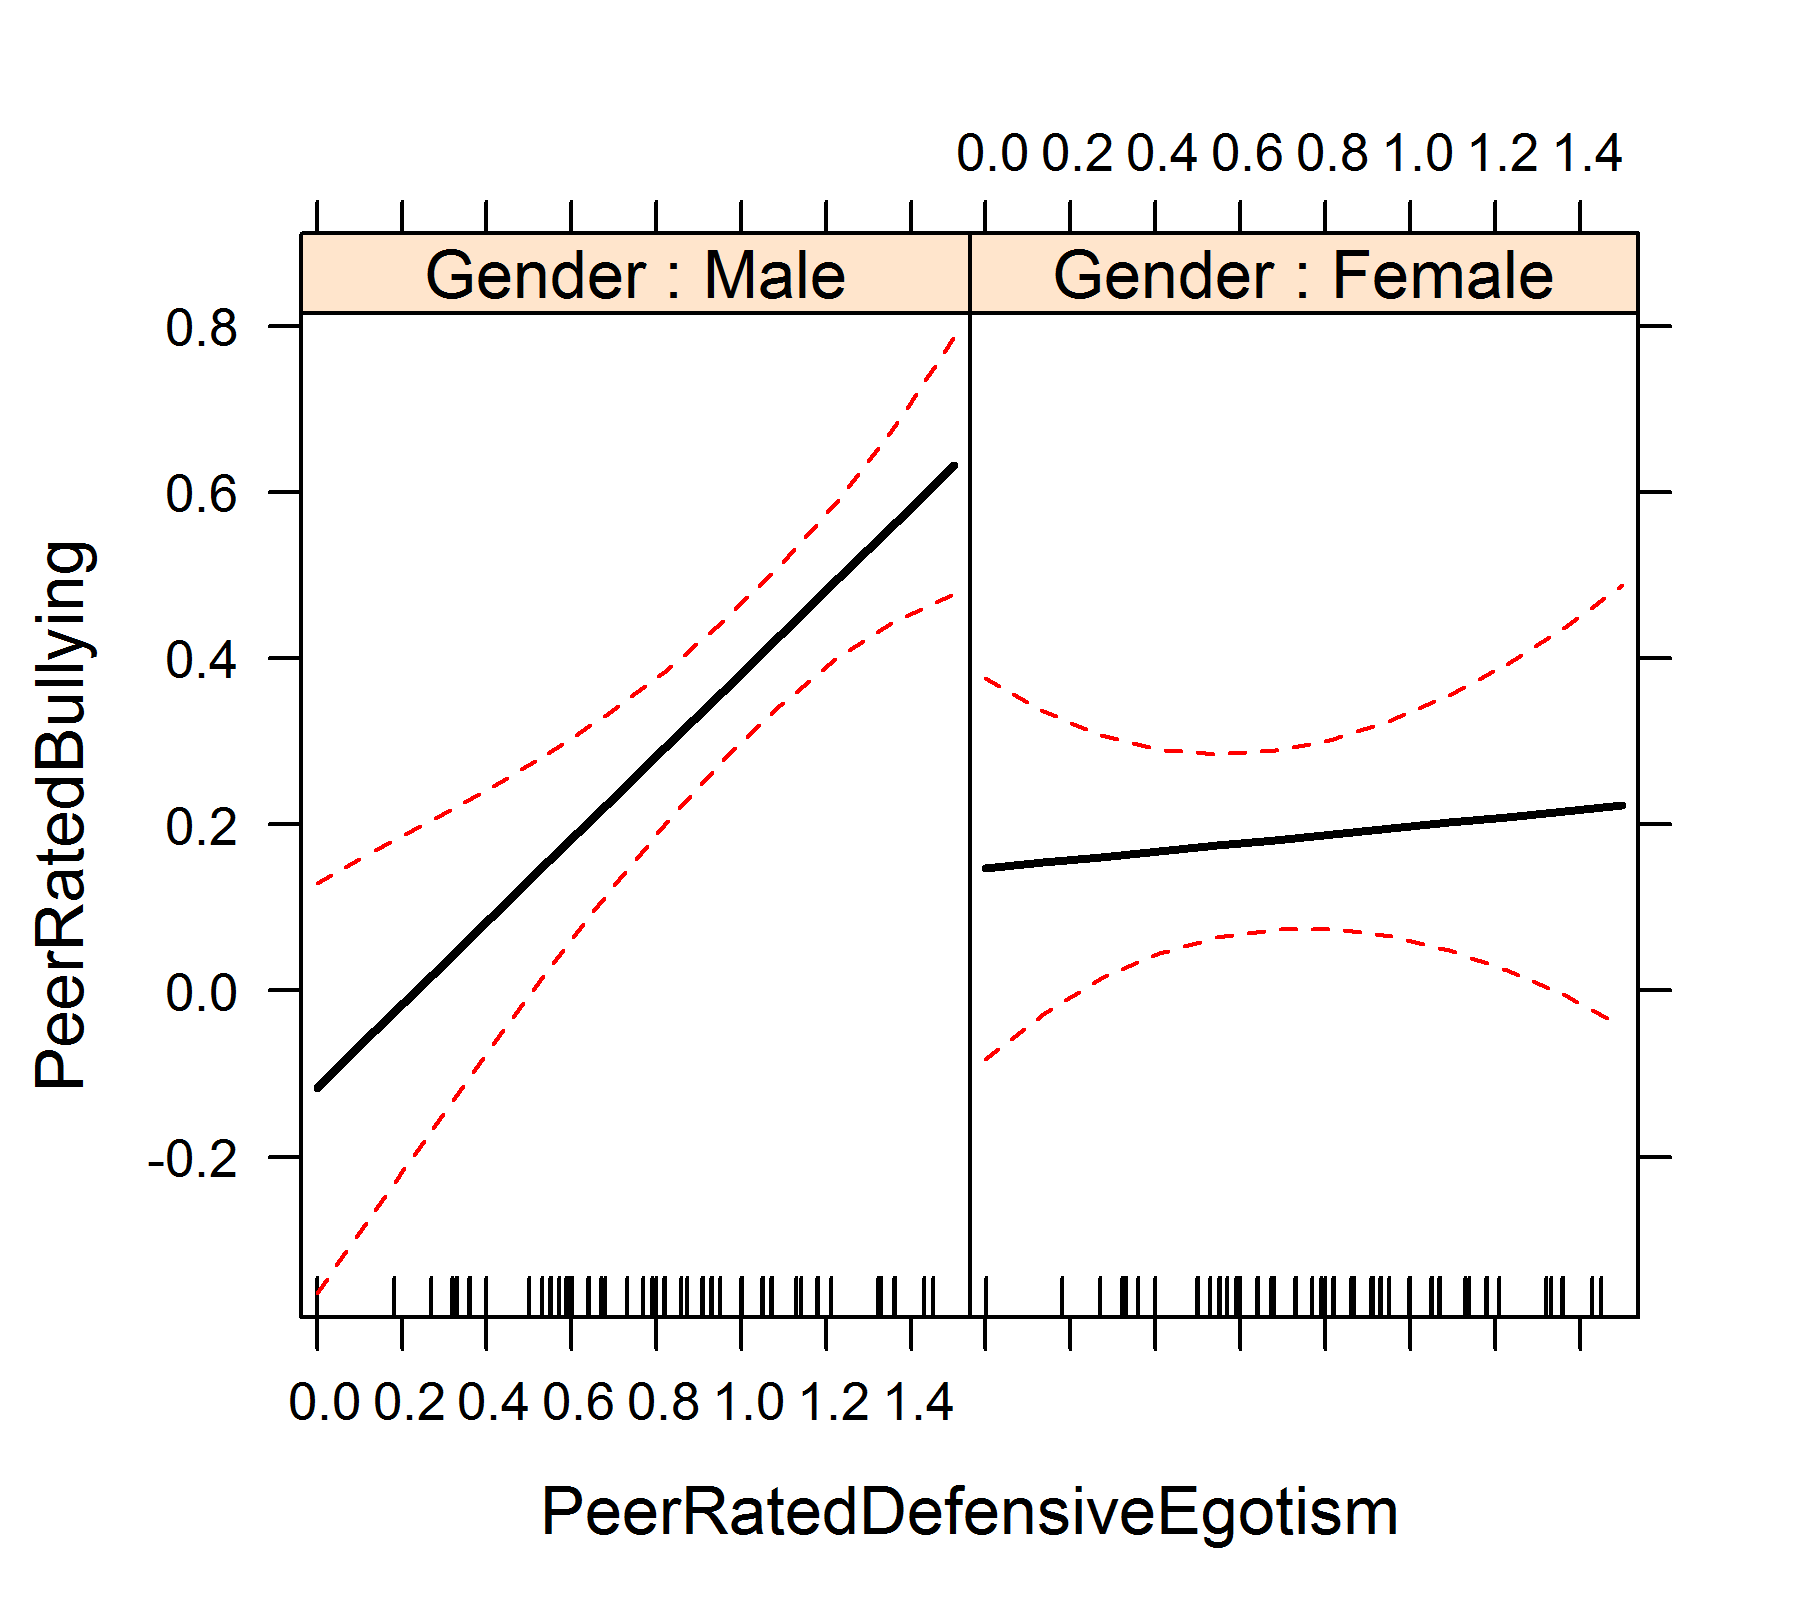 0.0 0.2 0.4 0.6 0.8 1.0 1.2 1.4
Gender : Male
Gender : Female
0.8
0.6
0.4
0.2
0.0
-0.2
PeerRatedBullying
0.0 0.2 0.4 0.6 0.8 1.0 1.2 1.4
PeerRatedDefensiveEgotism